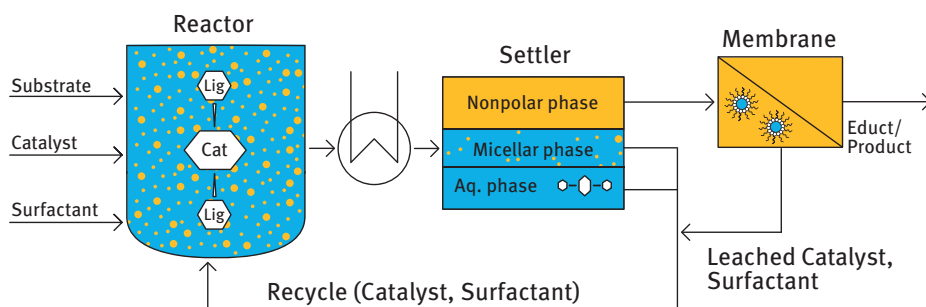 Reactor
Settler
Membrane
Substrate
Catalyst
Surfactant
Lig
Cat
Lig
Nonpolar phase
Micellar phase
Aq. phase
Educt/
Product
Leached Catalyst,
Surfactant
Recycle (Catalyst, Surfactant)